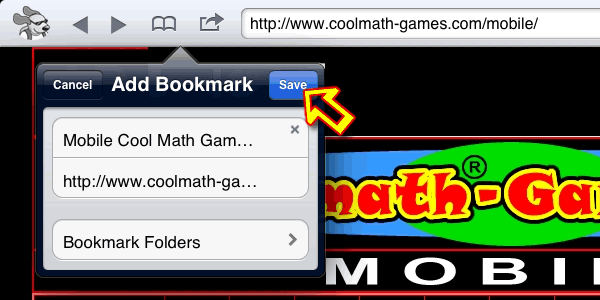 http://www.coolmath-games.com/mobile/
Cancel
Add Bookmark
Save
Mobile Cool Math Gam…
http://www.coolmath-ga…
Bookmark Folders
math-Ga
®
MOBI